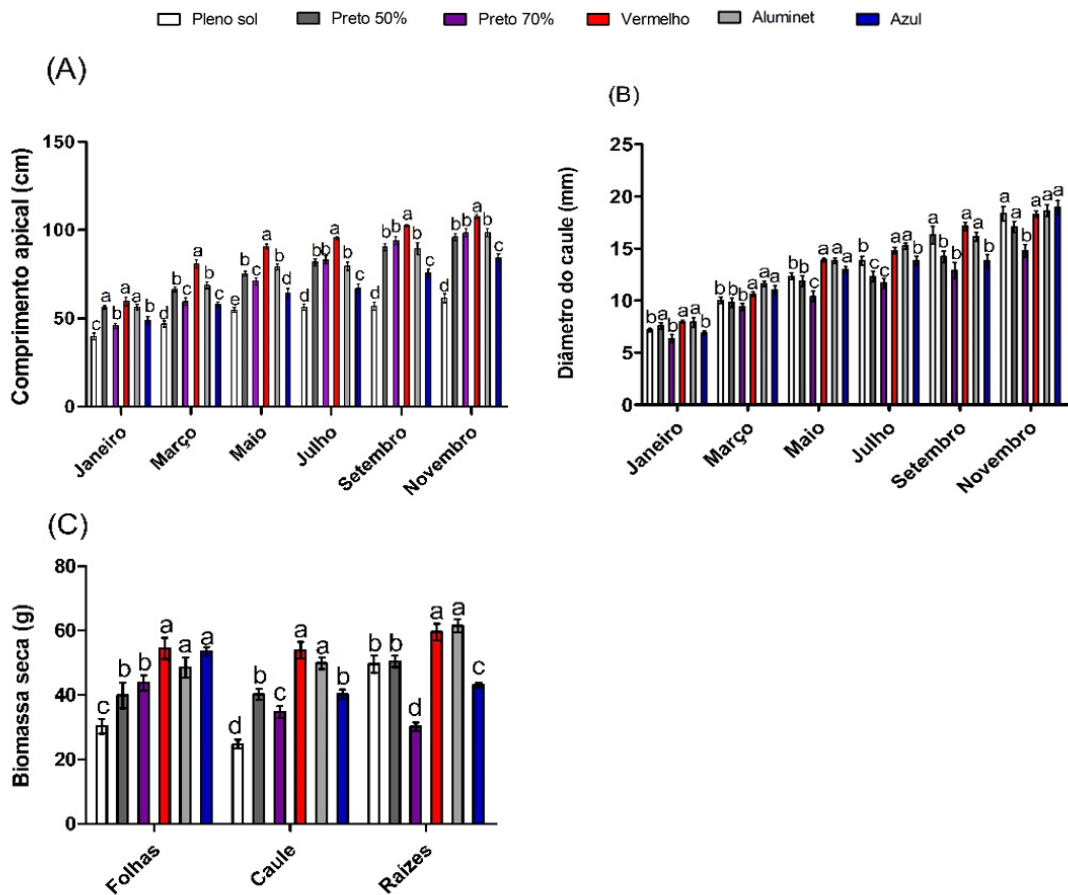 Pleno sol Preto 50% Preto 70% Vermelho Aluminet Azul
(A)
Comprimento apical (cm)
150
100
50
0
c a b a a b
d b c a b c
e b c a b d
d b b a b c
d b b a b c
d b b a b c
Janeiro Março Maio Julho Setembro Novembro
(B)
Diâmetro do caule (mm)
25
20
15
10
5
0
b a b a a b
b b b b a a
b b c a a a
b c c a a b
a b b a a b
a a b a a a
Janeiro Março Maio Julho Setembro Novembro
(C)
Biomassa seca (g)
80
60
40
20
0
c b b a a a
d b c a a b
b b d a a c
Folhas Caule Raízes